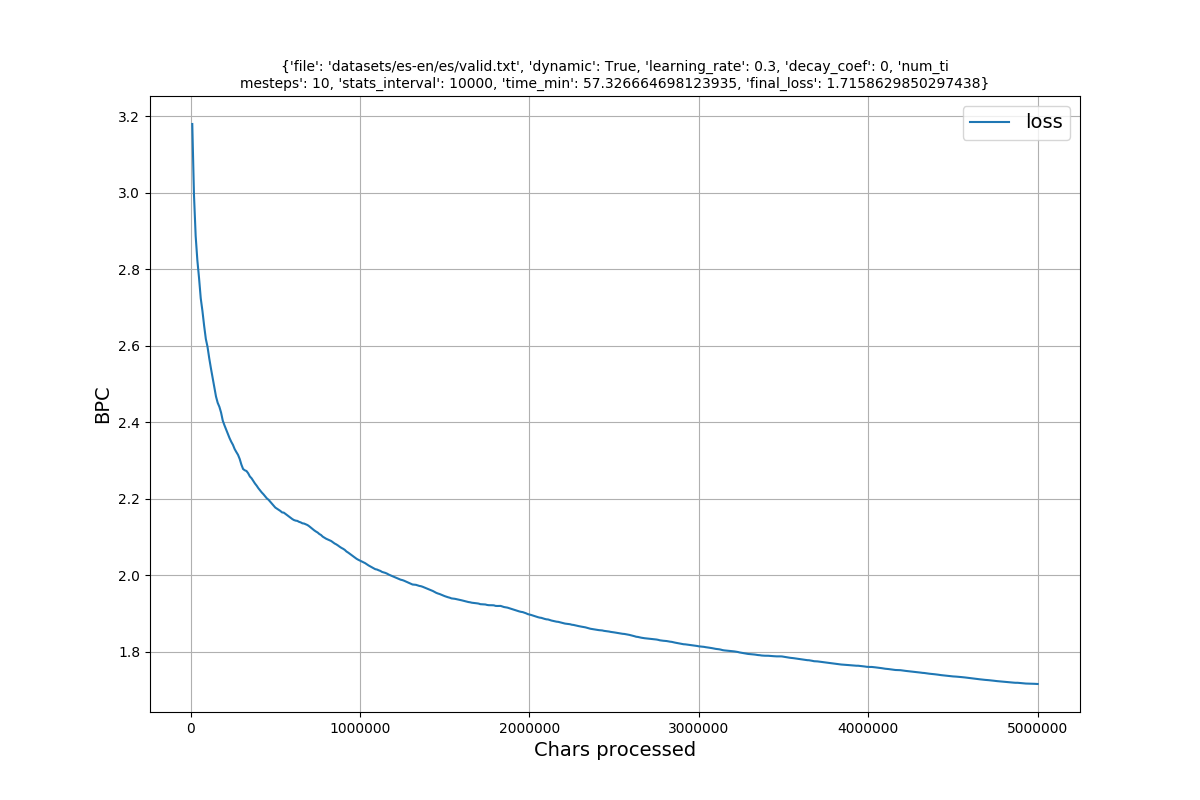 {'file': 'datasets/es-en/es/valid.txt', 'dynamic': True, 'learning_rate': 0.3, 'decay_coef': 0, 'num_ti
mesteps': 10, 'stats_interval': 10000, 'time_min': 57.326664698123935, 'final_loss': 1.7158629850297438}
loss
3.2
3.0
2.8
2.6
2.4
2.2
2.0
1.8
BPC
0 1000000 2000000 3000000 4000000 5000000
Chars processed